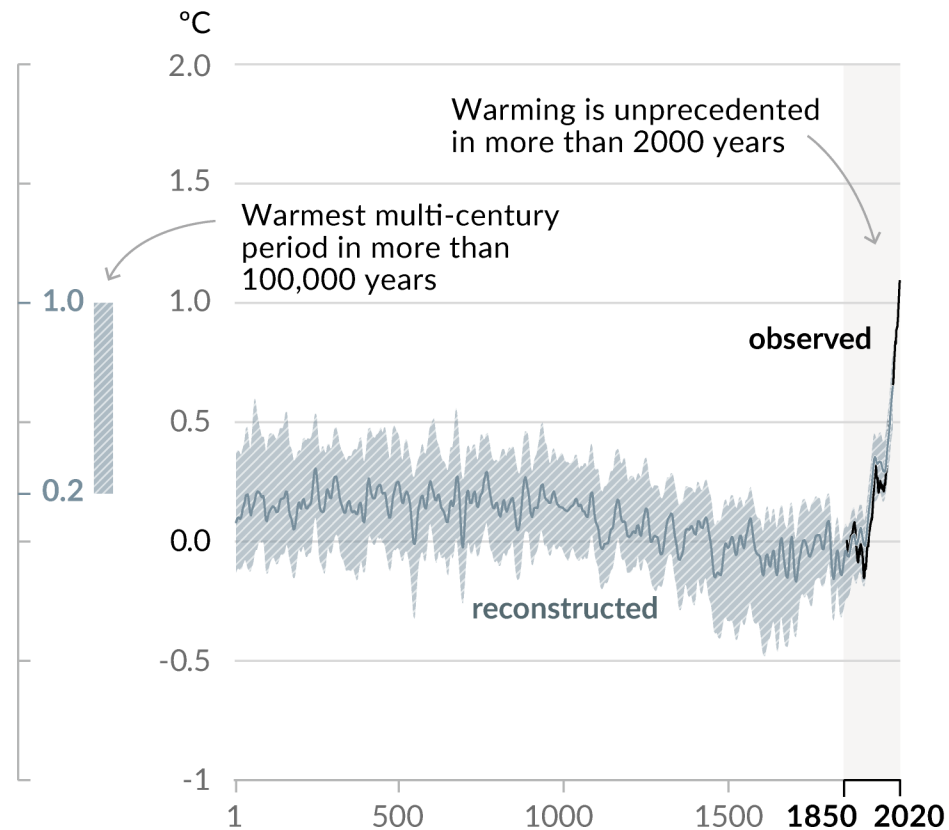 °C
2.0
Warming is unprecedented
in more than 2000 years
1.5
Warmest multi-century
period in more than
100,000 years
1.0
1.0
observed
0.5
0.2
0.0
reconstructed
-0.5
-1
1 500 1000 1500 1850 2020